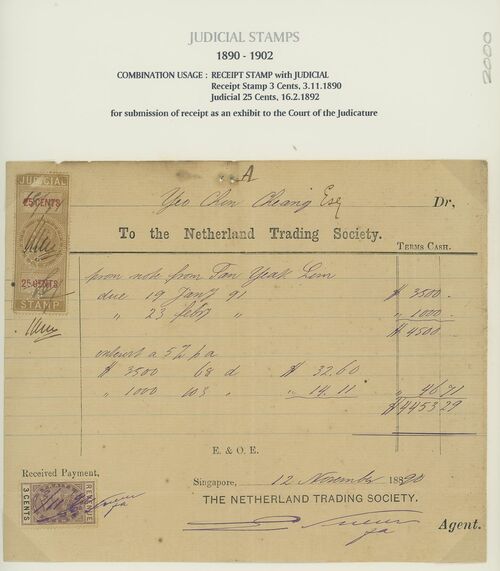 JUDICIAL STAMPS
1890 - 1902
2000
COMBINATION USAGE : RECEIPT STAMP with JUDICIAL
Receipt Stamp 3 Cents, 3.11.1890
Judicial 25 Cents, 16.2.1892
for submission of receipt as an exhibit to the Court of the Judicature
A
JUDICIAL
25 CENTS
25 CENTS
STAMP
Yeo Chin Cheang Esq Dr,
To the Netherland Trading Society.
TERMS CASH.
prom note from Tan Yeak Lim
due 19 Jany 91 $ 3500 -
" 23 feby " " 1000 -
$ 4500 -
interest a 5 % p a
$ 3500 68 d $ 32.60
" 1000 103 " " 14.11 " 46 71
$ 4453 29
E. & O. E.
Received Payment,
Singapore, 12 November 1890
THE NETHERLAND TRADING SOCIETY.
Agent.
3 CENTS
REVENUE